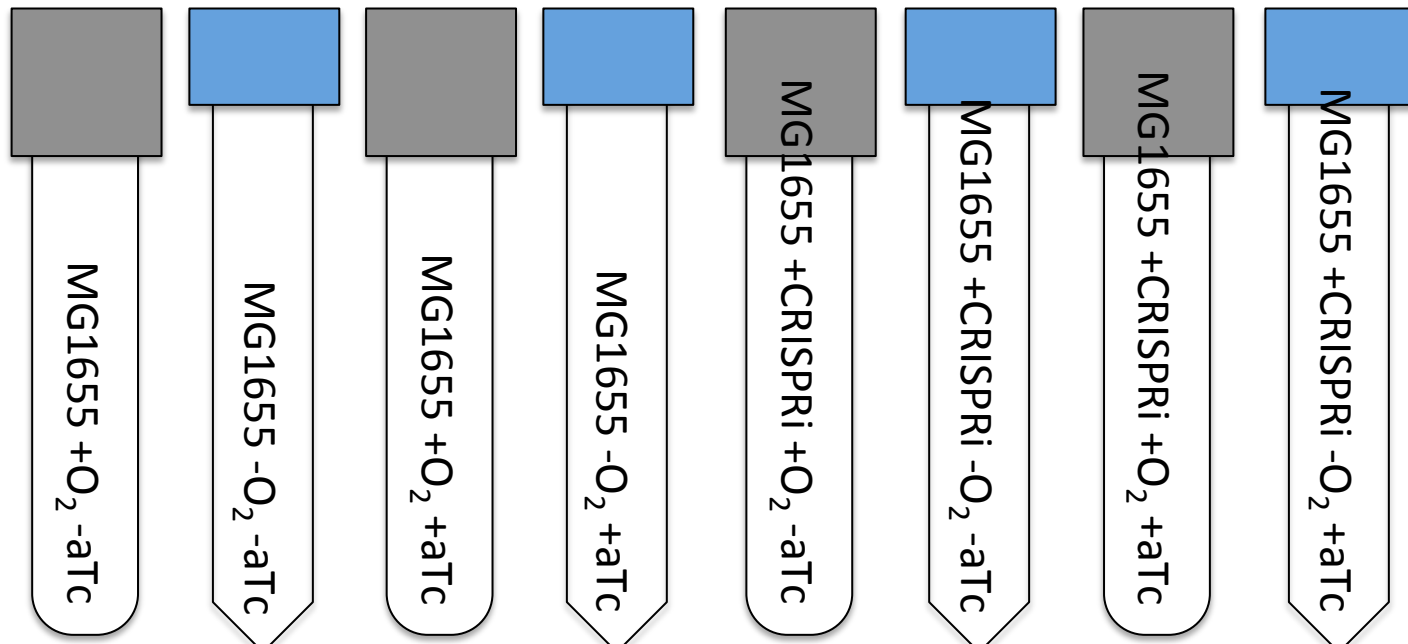 MG1655 +O₂ -aTc
MG1655 -O₂ -aTc
MG1655 +O₂ +aTc
MG1655 -O₂ +aTc
MG1655 +CRISPRi +O₂ -aTc
MG1655 +CRISPRi -O₂ -aTc
MG1655 +CRISPRi +O₂ +aTc
MG1655 +CRISPRi -O₂ +aTc